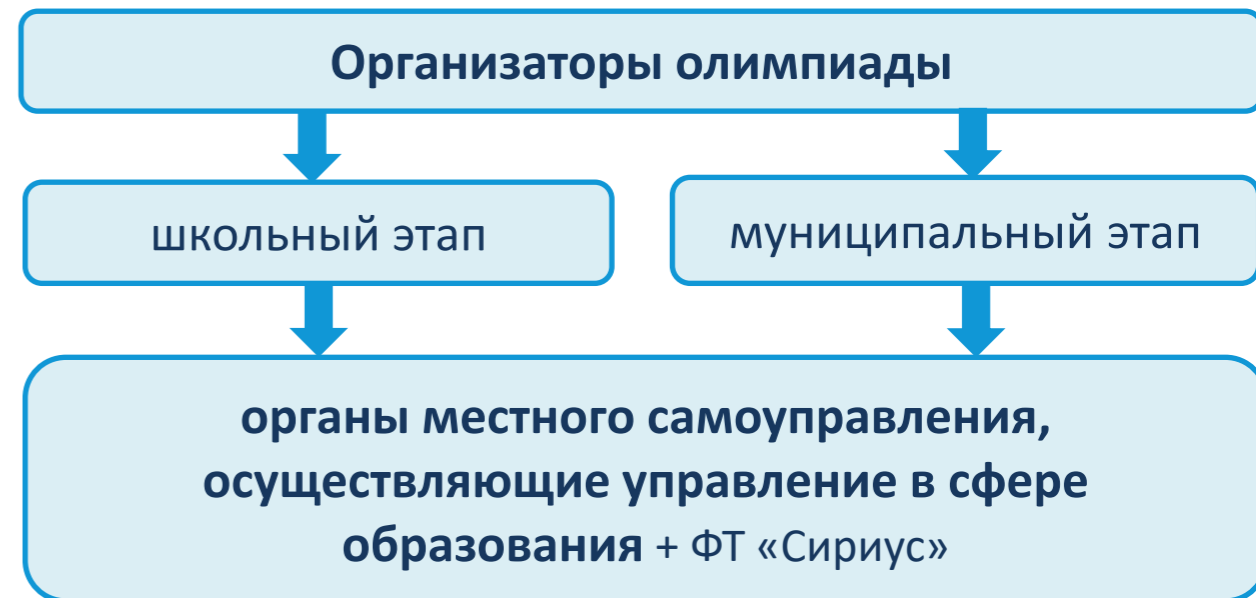 Организаторы олимпиады
школьный этап
муниципальный этап
органы местного самоуправления,
осуществляющие управление в сфере
образования + ФТ «Сириус»